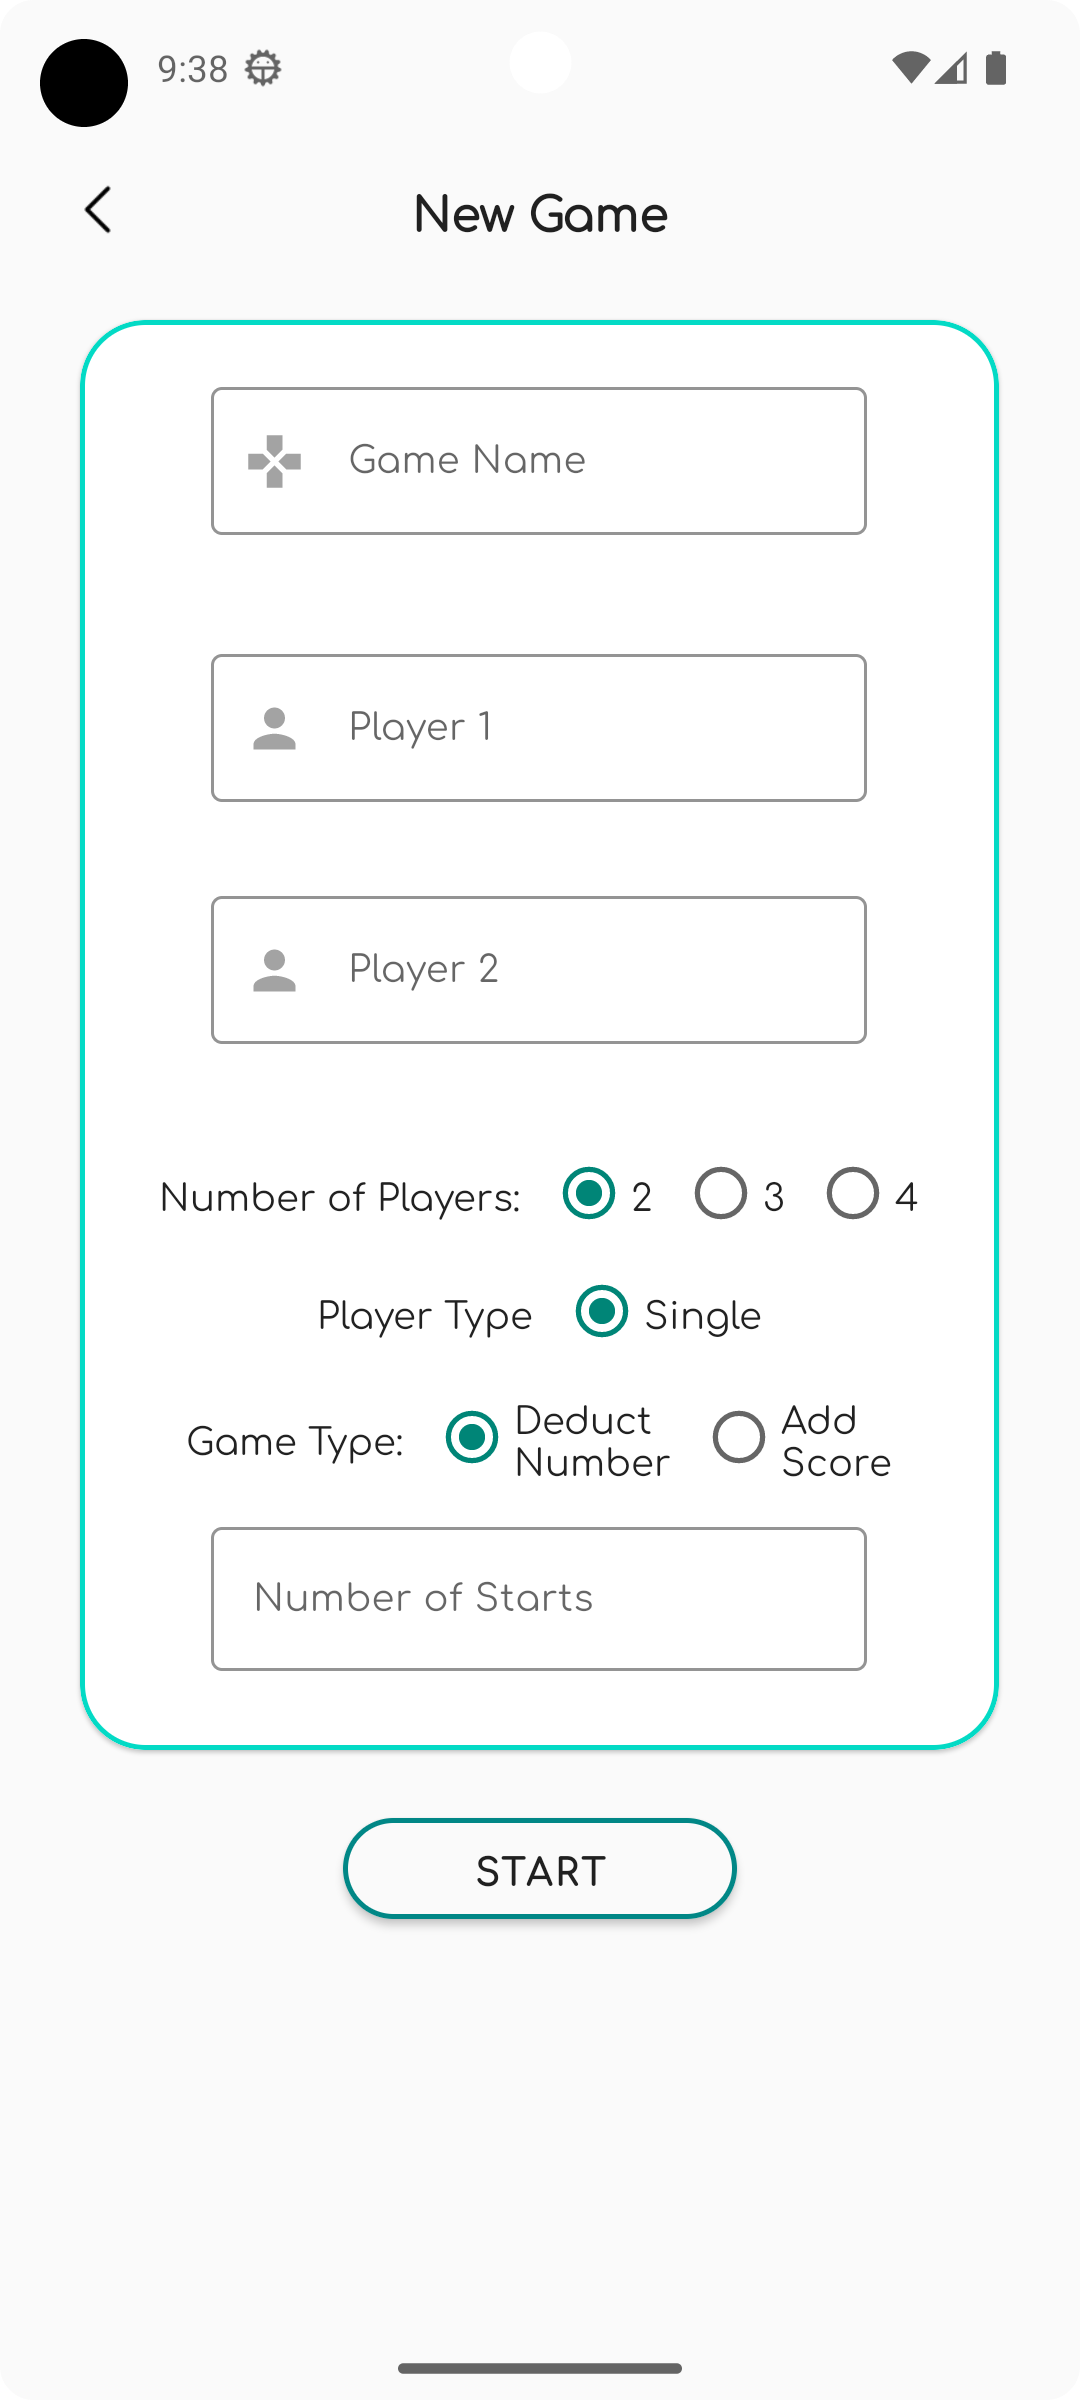 9:38
New Game
Game Name
Player 1
Player 2
Number of Players: 2 3 4
Player Type Single
Game Type: Deduct Number Add Score
Number of Starts
START